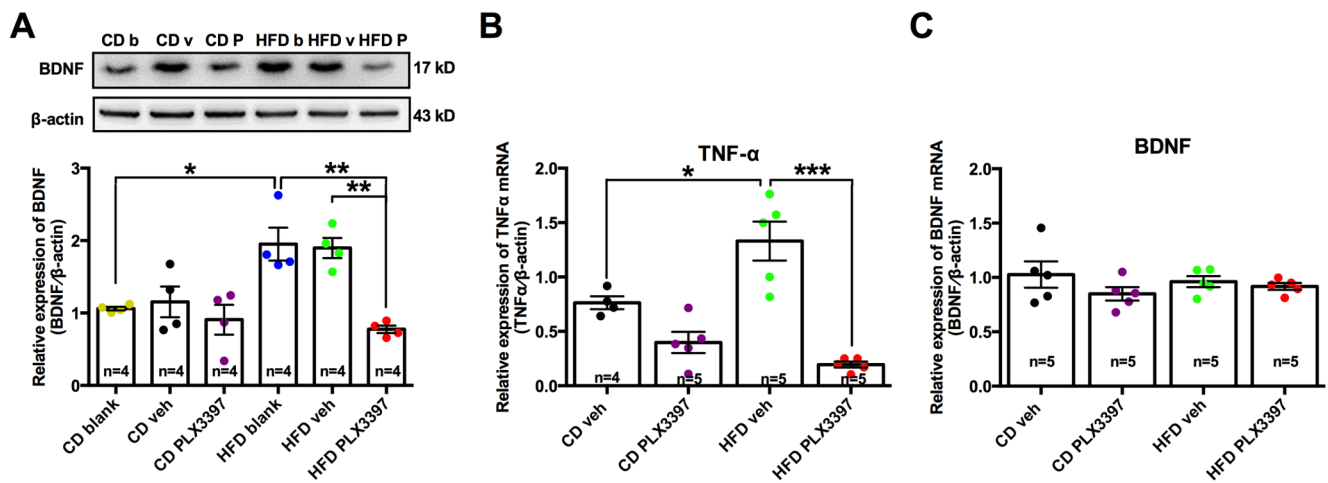 A
CD b CD v CD P HFD b HFD v HFD P
BDNF
17 kD
β-actin
43 kD
Relative expression of BDNF
(BDNF/β-actin)
3
2
1
0
*
**
**
n=4 n=4 n=4 n=4 n=4 n=4
CD blank
CD veh
CD PLX3397
HFD blank
HFD veh
HFD PLX3397
B
TNF-α
Relative expression of TNFα mRNA
(TNFα/β-actin)
2.0
1.5
1.0
0.5
0.0
*
***
n=4 n=5 n=5 n=5
CD veh
CD PLX3397
HFD veh
HFD PLX3397
C
BDNF
Relative expression of BDNF mRNA
(BDNF/β-actin)
2.0
1.5
1.0
0.5
0.0
n=5 n=5 n=5 n=5
CD veh
CD PLX3397
HFD veh
HFD PLX3397